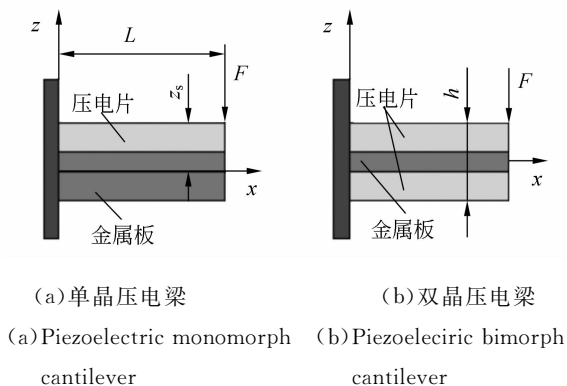 z
L
F
z_s
压电片
x
金属板
z
F
h
压电片
x
金属板
(a)单晶压电梁
(b)双晶压电梁
(a)Piezoelectric monomorph cantilever
(b)Piezoeleciric bimorph cantilever